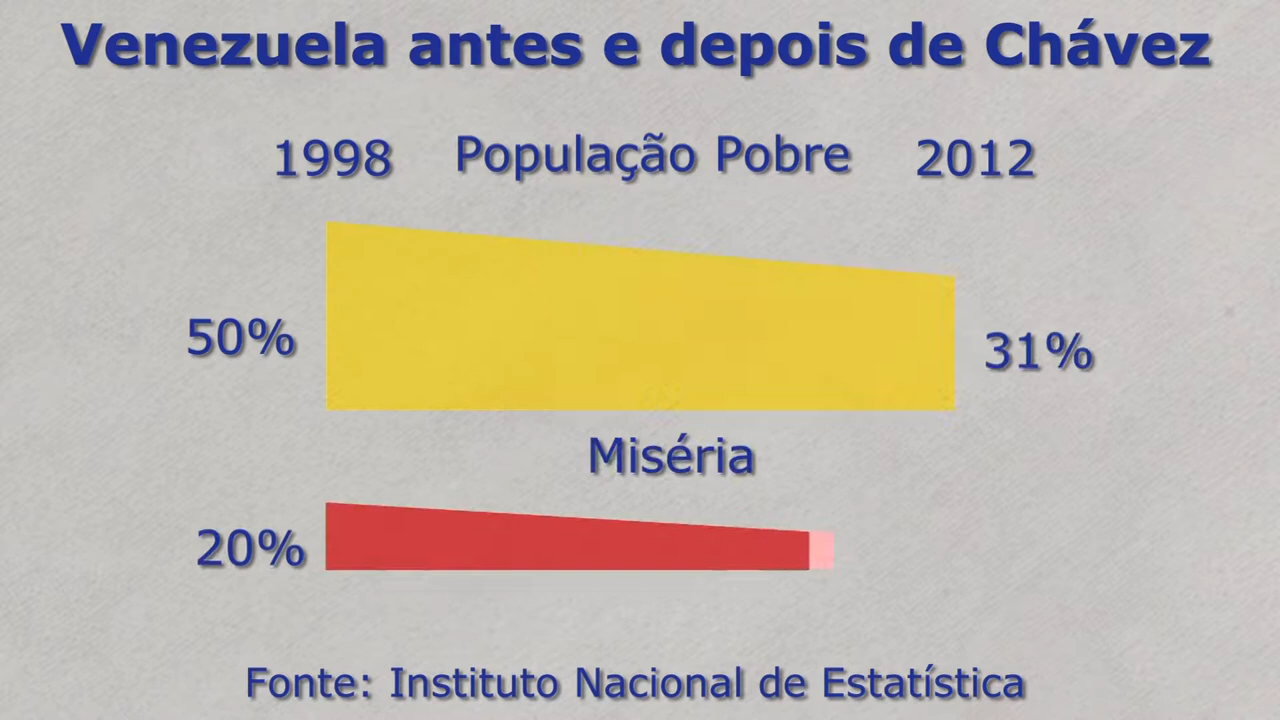 Venezuela antes e depois de Chávez
1998 População Pobre 2012
50% 31%
Miséria
20%
Fonte: Instituto Nacional de Estatística